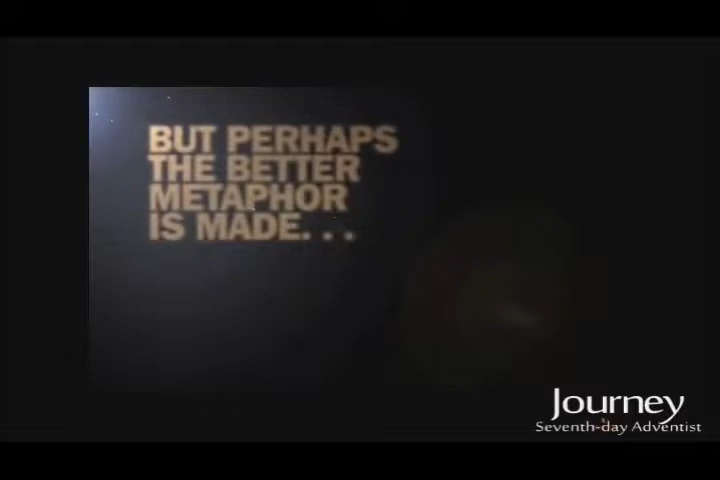 BUT PERHAPS
THE BETTER
METAPHOR
IS MADE. . .
Journey
Seventh-day Adventist